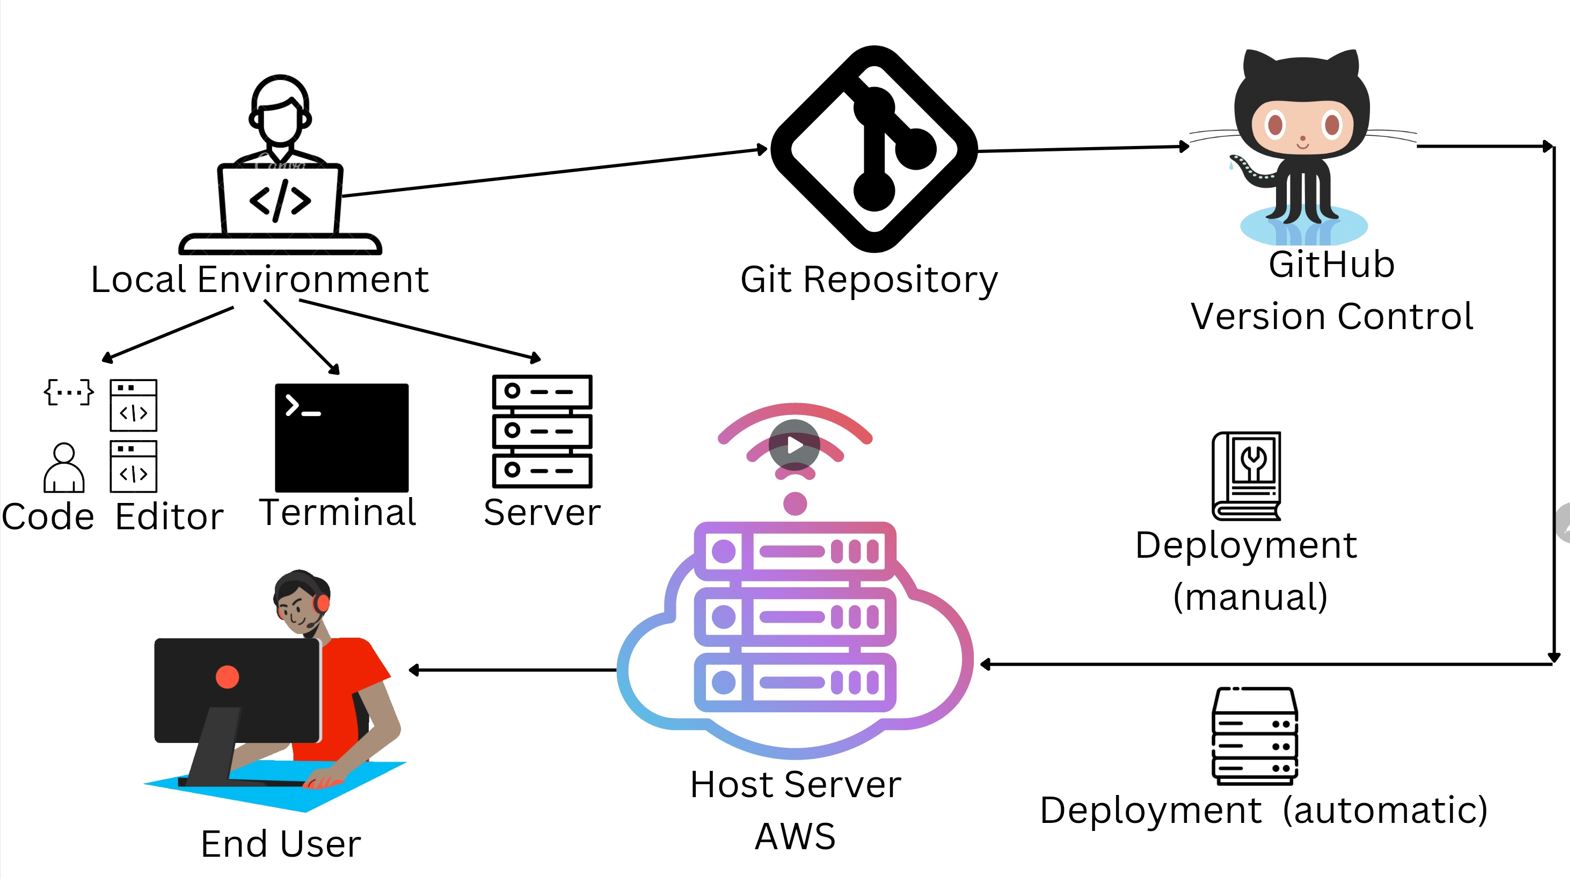 Local Environment
Git Repository
GitHub
Version Control
</>
{...}
</>
</>
>_
Code Editor
Terminal
Server
Deployment
(manual)
Host Server
AWS
Deployment (automatic)
End User